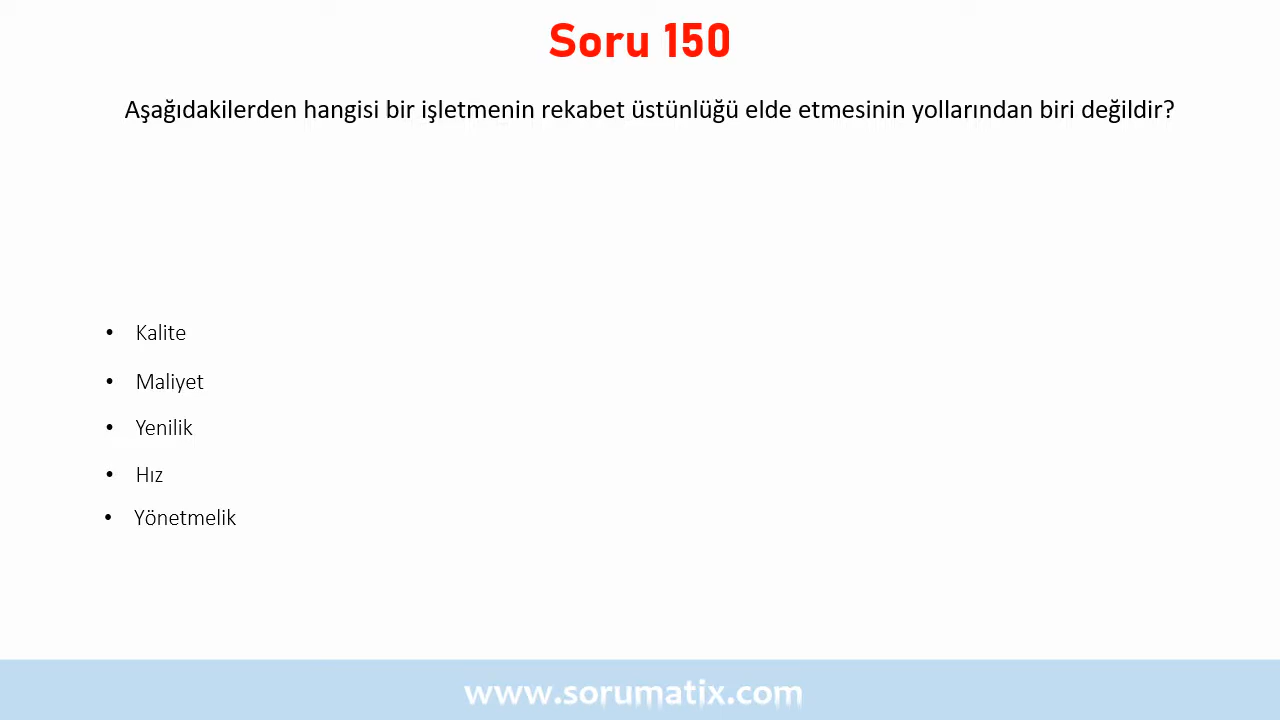 Soru 150
Aşağıdakilerden hangisi bir işletmenin rekabet üstünlüğü elde etmesinin yollarından biri değildir?
• Kalite
• Maliyet
• Yenilik
• Hız
• Yönetmelik
www.sorumatix.com